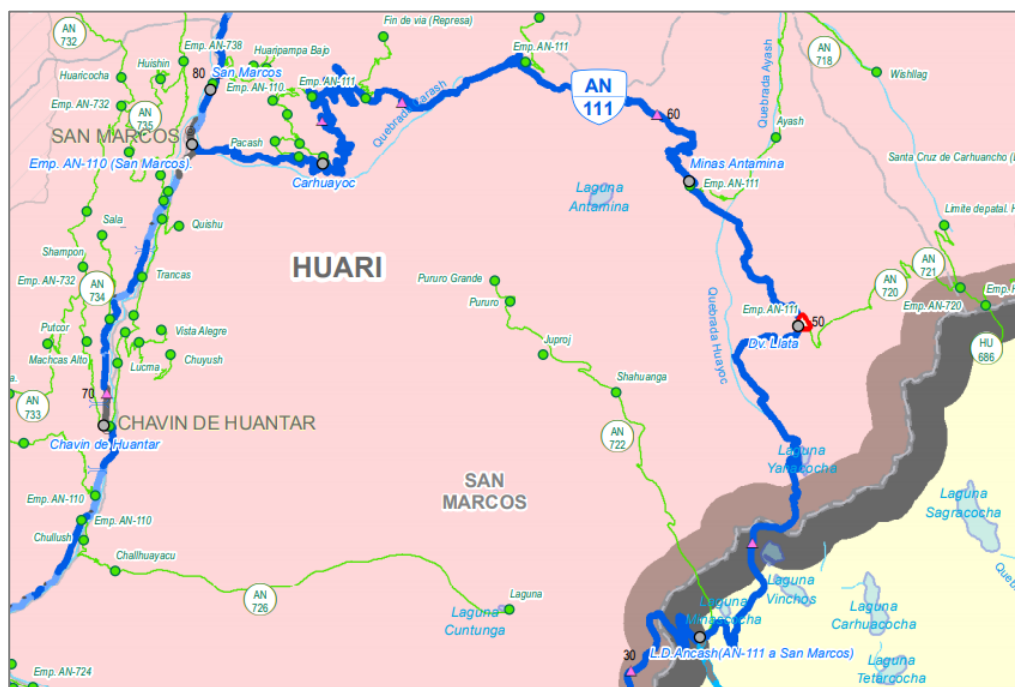 AN
732
Fin de via (Represa)
Emp. AN-738
Huishin
Huaripampa Bajo
Emp. AN-111
AN
718
Huaricocha
80
San Marcos
Emp. AN-111
Wishllag
Emp. AN-110.
AN
111
Quebrada Ayash
Emp. AN-732
AN
735
60
Quebrada Carash
Ayash
SAN MARCOS
Pacash
Emp. AN-110 (San Marcos).
Carhuayoc
Minas Antamina
Santa Cruz de Carhuancho
Emp. AN-111
Laguna
Antamina
Sala
Quishu
Limite depatal.
Shampon
HUARI
AN
721
Emp. AN-732
Trancas
AN
734
Pururo Grande
AN
720
Quebrada Huayoc
Pururo
Emp. AN-111
Emp. AN-720
Emp.
50
Putcor
Vista Alegre
Dv. Llata
HU
686
Machcas Alto
Lucma
Chuyush
Juproj
70
AN
733
Shahuanga
CHAVIN DE HUANTAR
AN
722
Chavin de Huantar
Laguna
Yanacocha
SAN
MARCOS
Laguna
Sagracocha
Emp. AN-110
Emp. AN-110
Chullush
Challhuayacu
Laguna
Vinchos
AN
726
Laguna
Laguna
Cuntunga
Laguna
Minascocha
Laguna
Carhuacocha
L.D.Ancash(AN-111 a San Marcos)
30
Laguna
Tetarcocha
Emp. AN-724